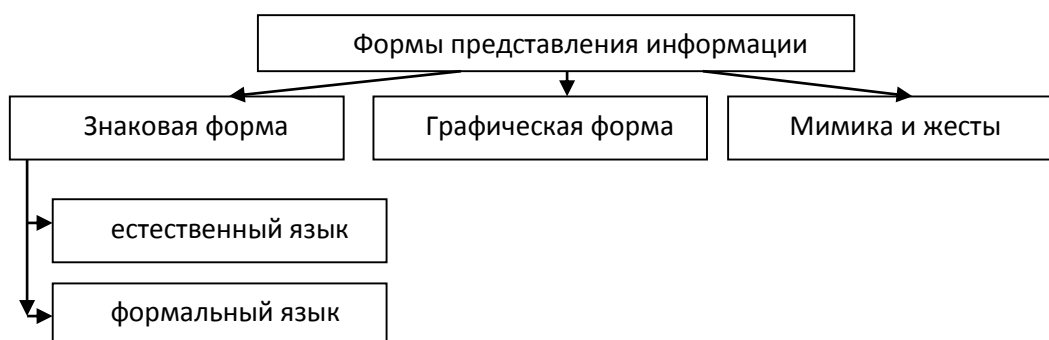 Формы представления информации
Знаковая форма
Графическая форма
Мимика и жесты
естественный язык
формальный язык